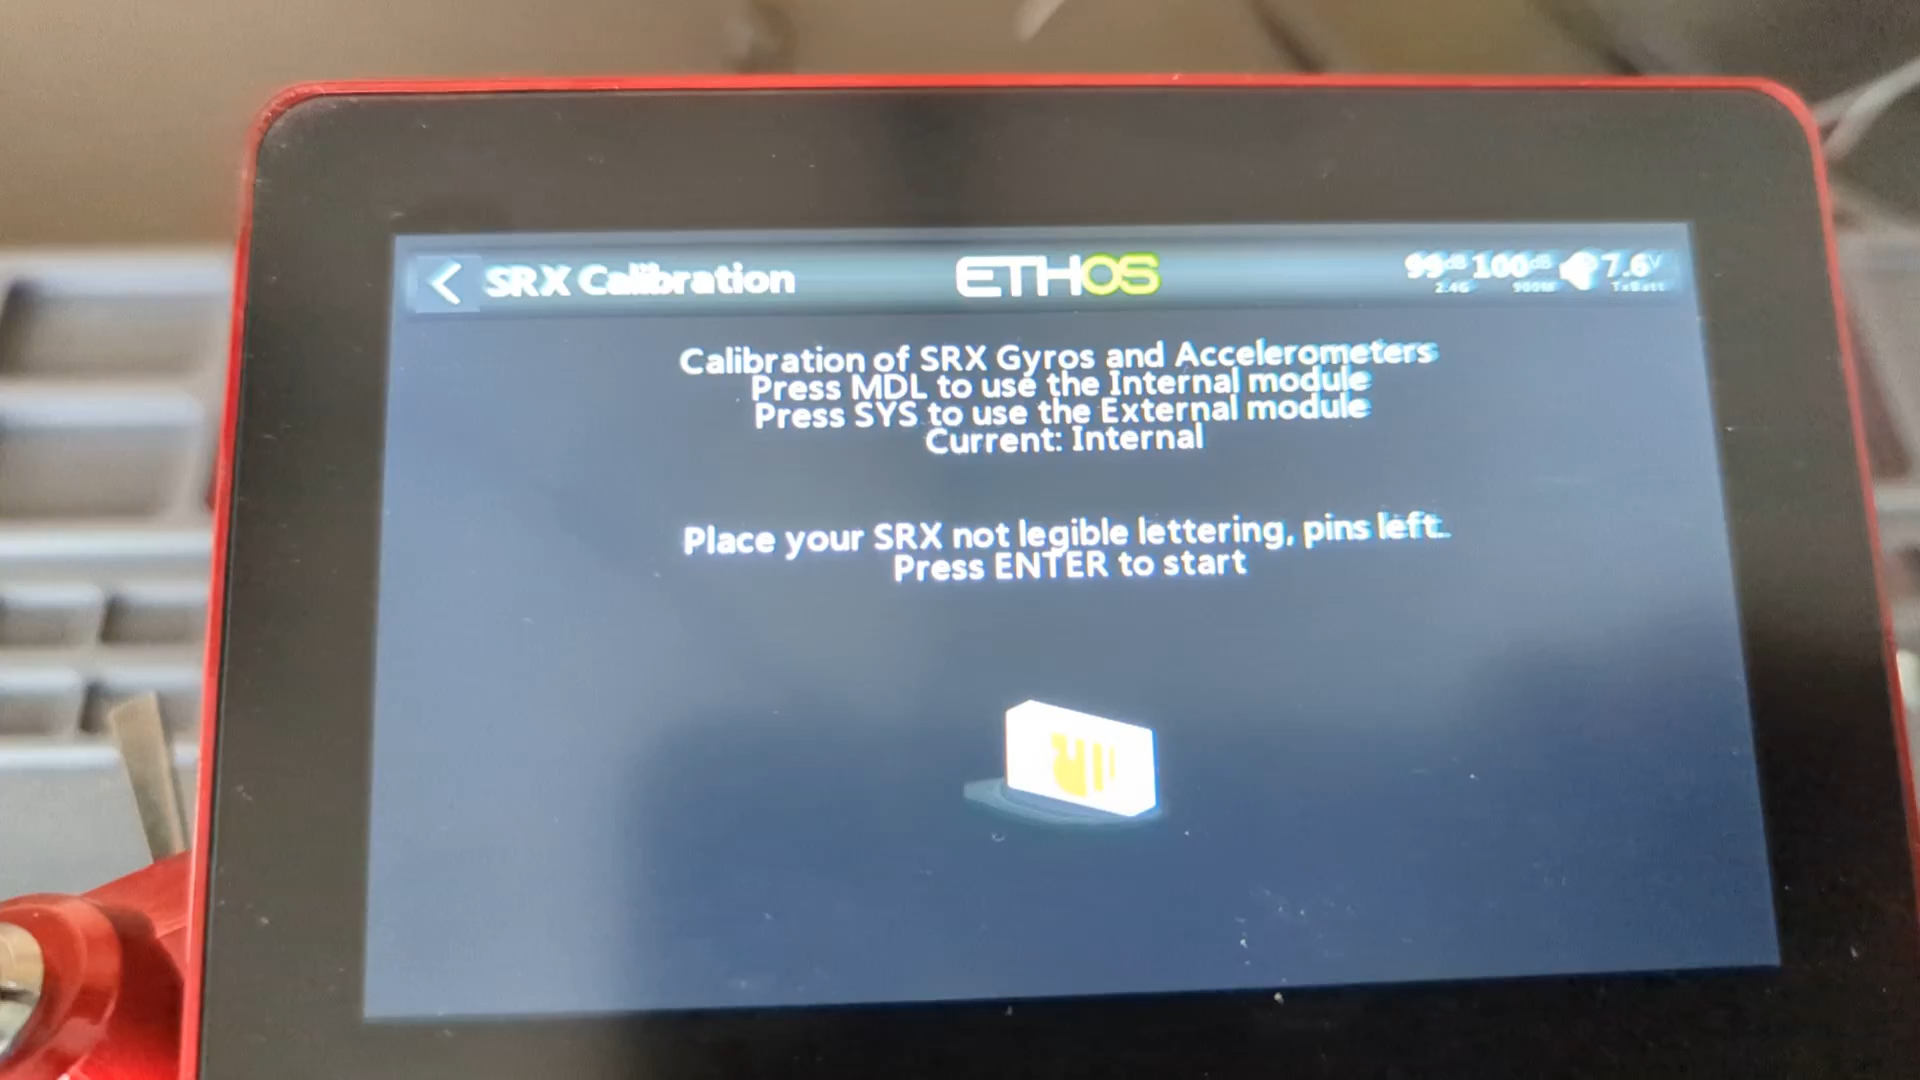 SRX Calibration
ETHOS
99dB 100dB 7.6V
2.4G 900M TxBatt
Calibration of SRX Gyros and Accelerometers
Press MDL to use the Internal module
Press SYS to use the External module
Current: Internal
Place your SRX not legible lettering, pins left.
Press ENTER to start